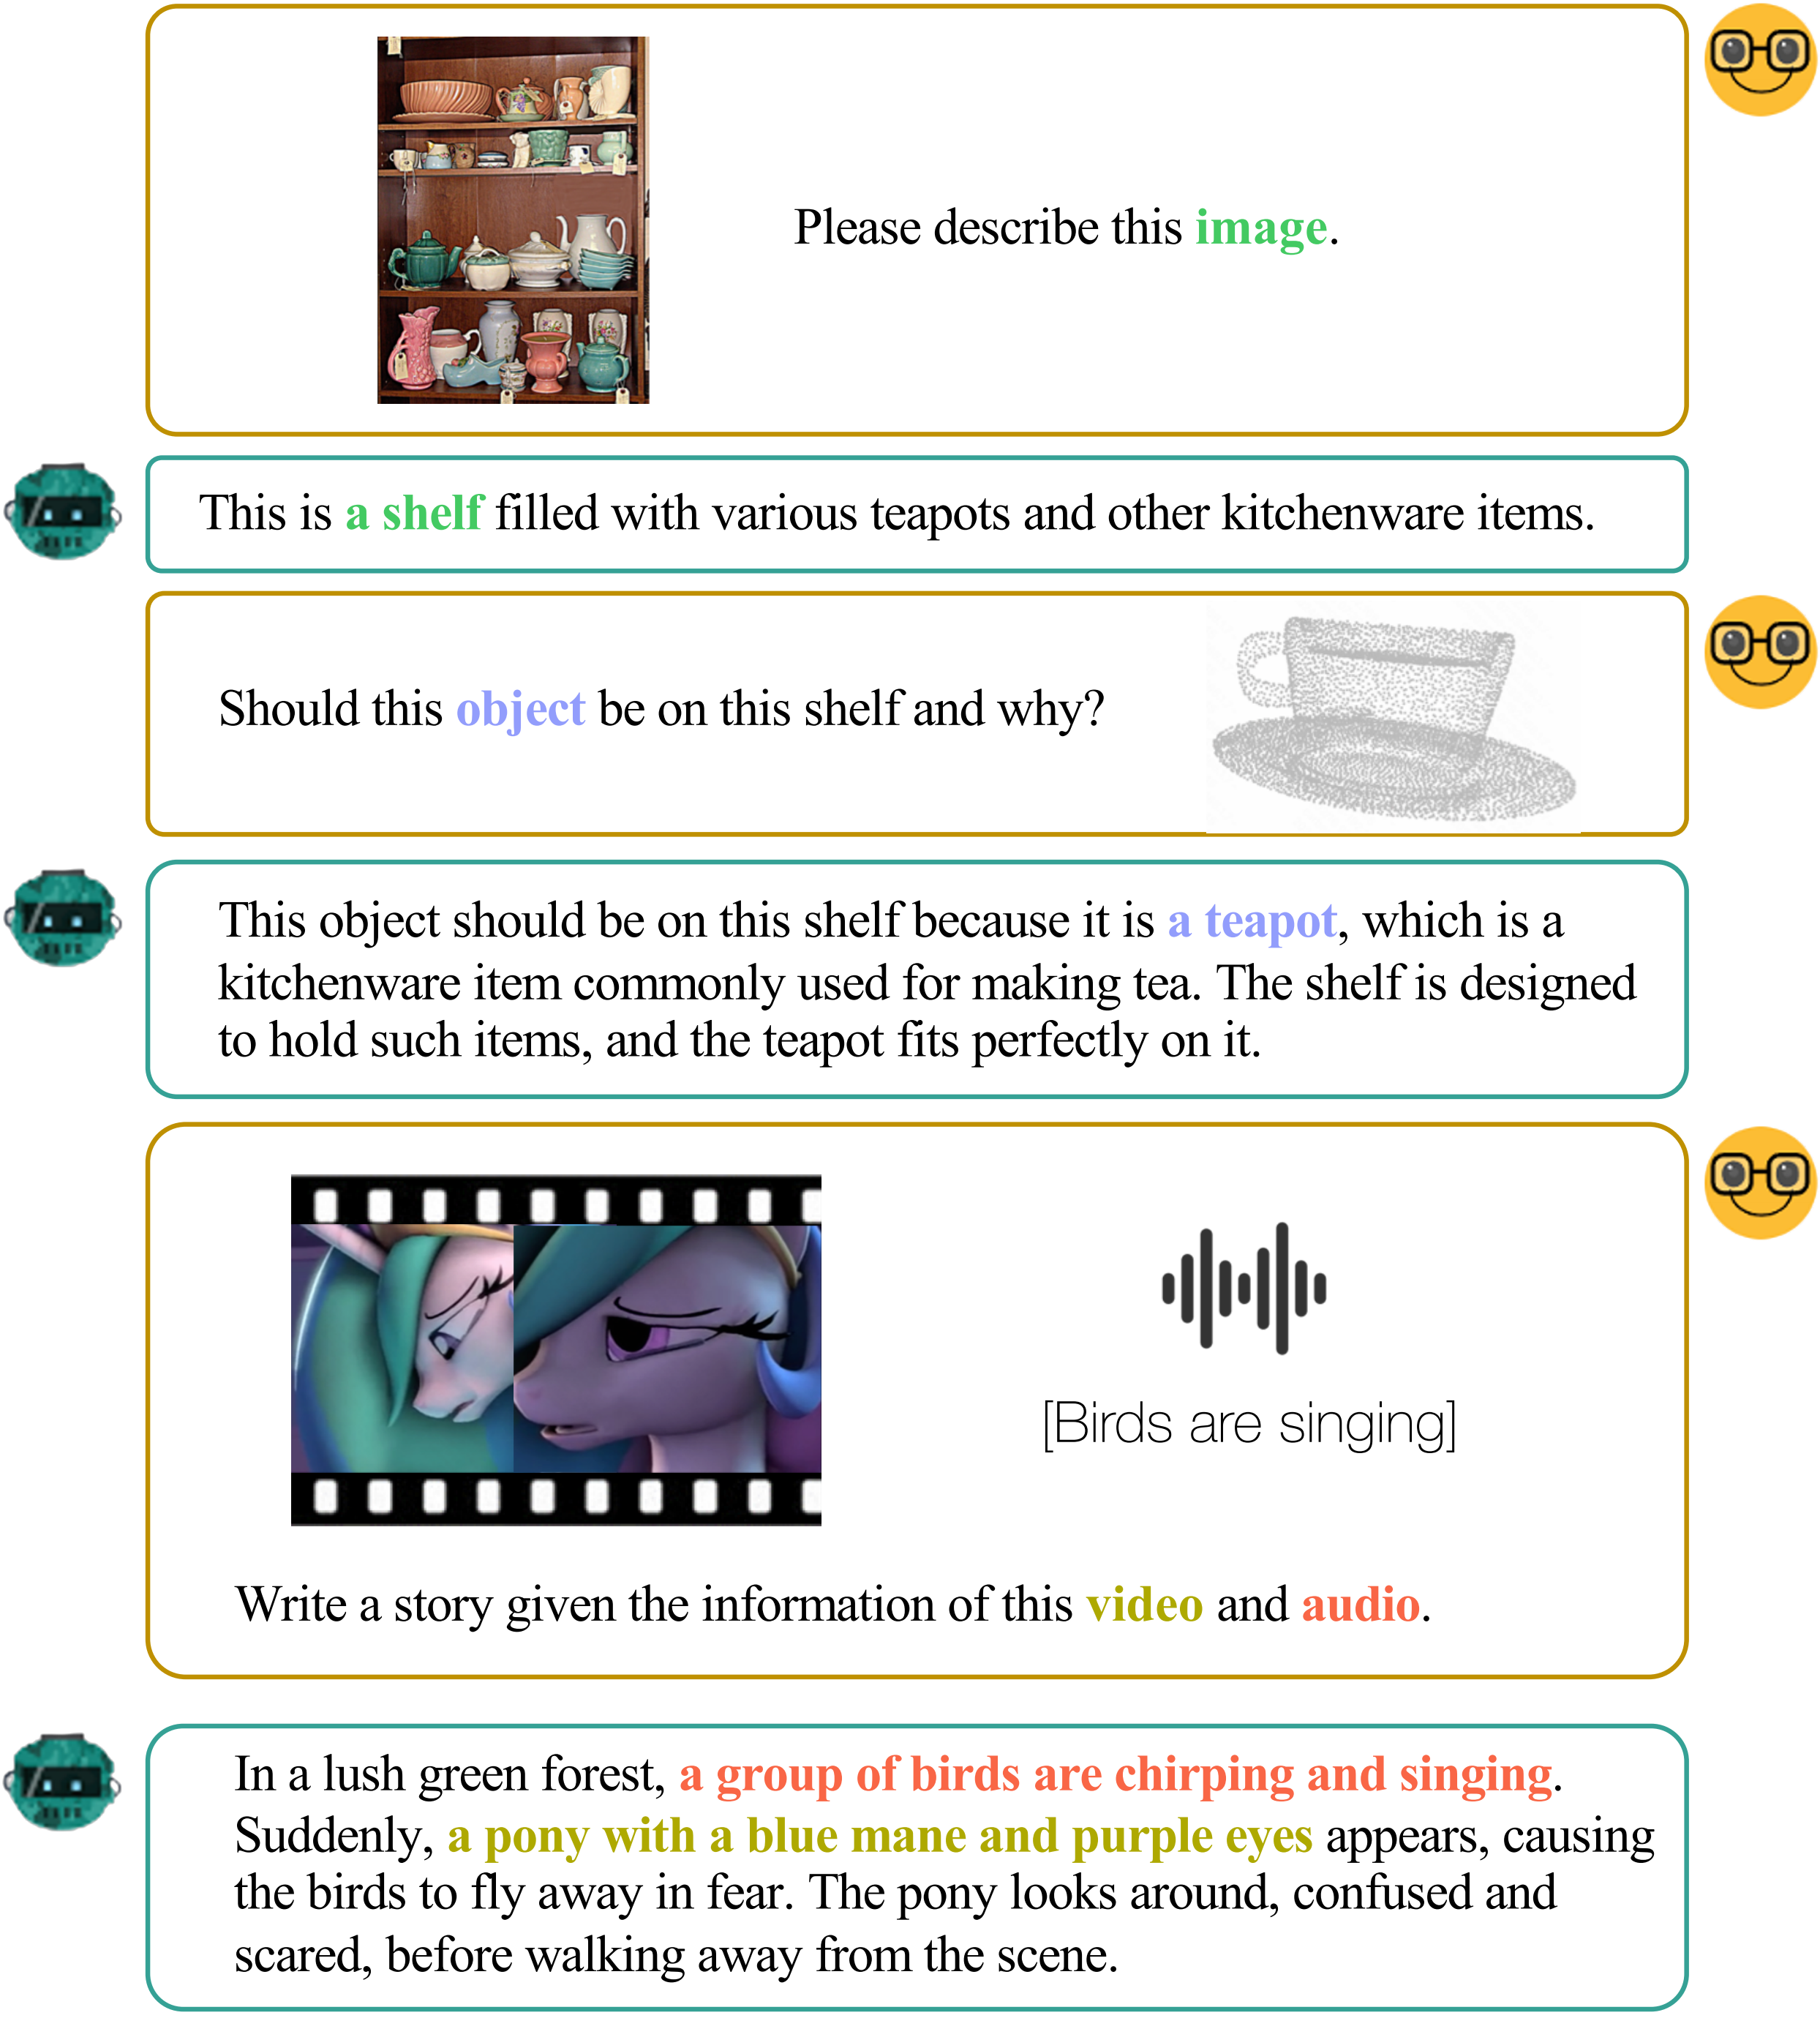 Please describe this image.
This is a shelf filled with various teapots and other kitchenware items.
Should this object be on this shelf and why?
This object should be on this shelf because it is a teapot, which is a
kitchenware item commonly used for making tea. The shelf is designed
to hold such items, and the teapot fits perfectly on it.
[Birds are singing]
Write a story given the information of this video and audio.
In a lush green forest, a group of birds are chirping and singing.
Suddenly, a pony with a blue mane and purple eyes appears, causing
the birds to fly away in fear. The pony looks around, confused and
scared, before walking away from the scene.